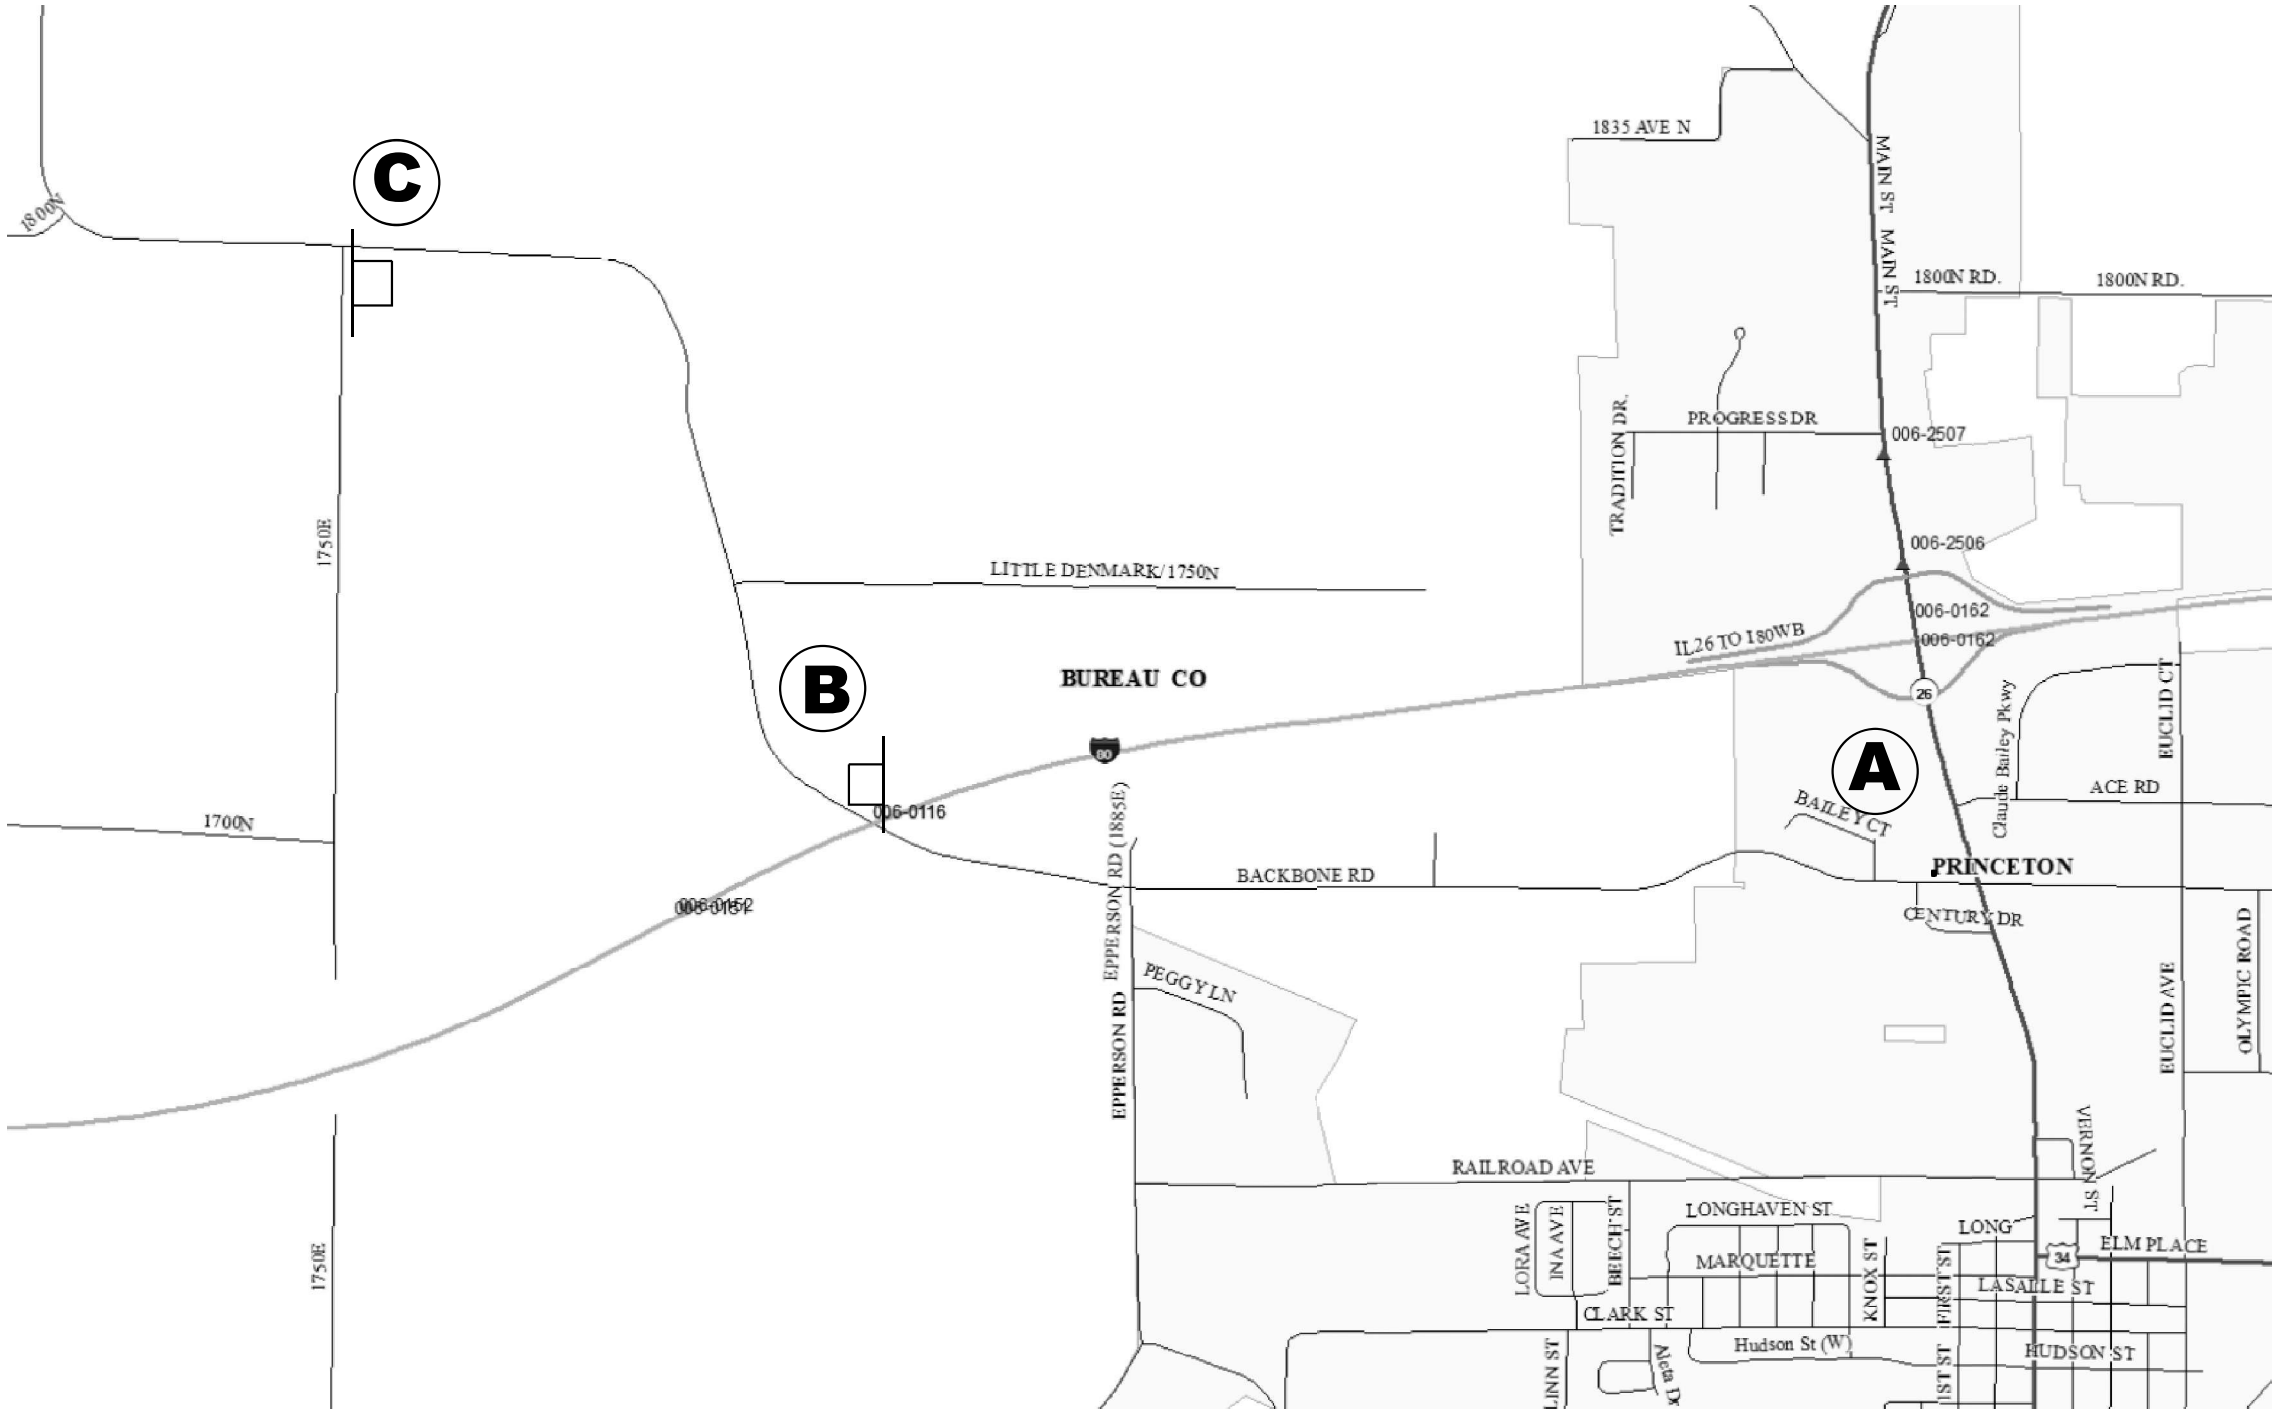 1835 AVE N
MAIN ST
C
1800N
MAIN ST
1800N RD.
1800N RD.
TRADITION DR.
PROGRESS DR
006-2507
1750E
006-2506
LITTLE DENMARK/1750N
006-0162
IL26 TO I80WB
006-0162
B
BUREAU CO
26
EUCLID CT
Claude Bailey Pkwy
A
80
ACE RD
BAILEY CT
006-0116
1700N
EPPERSON RD (1885E)
BACKBONE RD
PRINCETON
006-0152
CENTURY DR
OLYMPIC ROAD
PEGGY LN
EPPERSON RD
EUCLID AVE
VERNON ST
RAILROAD AVE
LORA AVE
INA AVE
BEECH ST
LONGHAVEN ST
LONG
ELM PLACE
34
1750E
MARQUETTE
KNOX ST
FIRST ST
LASALLE ST
CLARK ST
Hudson St (W)
HUDSON ST
LINN ST
Aleta D
1ST ST